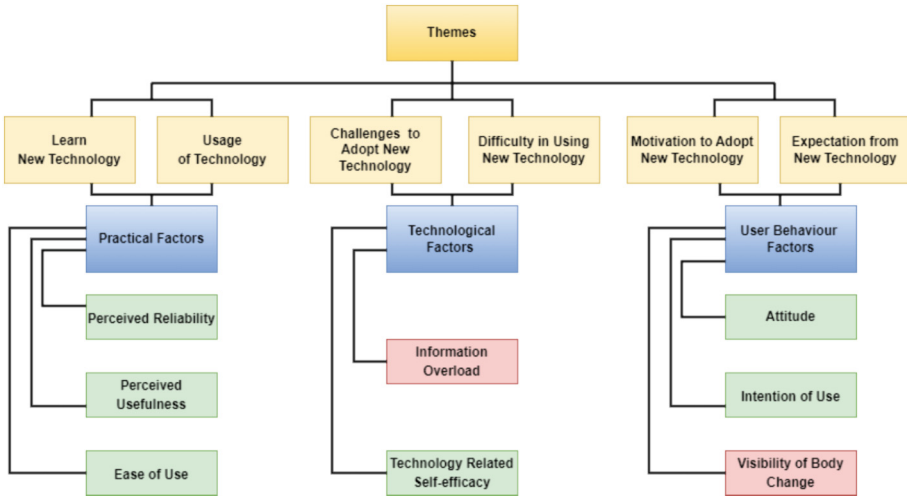 Themes
Learn
New Technology
Usage
of Technology
Challenges to
Adopt New
Technology
Difficulty in Using
New Technology
Motivation to Adopt
New Technology
Expectation from
New Technology
Practical Factors
Technological
Factors
User Behaviour
Factors
Perceived Reliability
Attitude
Information
Overload
Perceived
Usefulness
Intention of Use
Ease of Use
Technology Related
Self-efficacy
Visibility of Body
Change